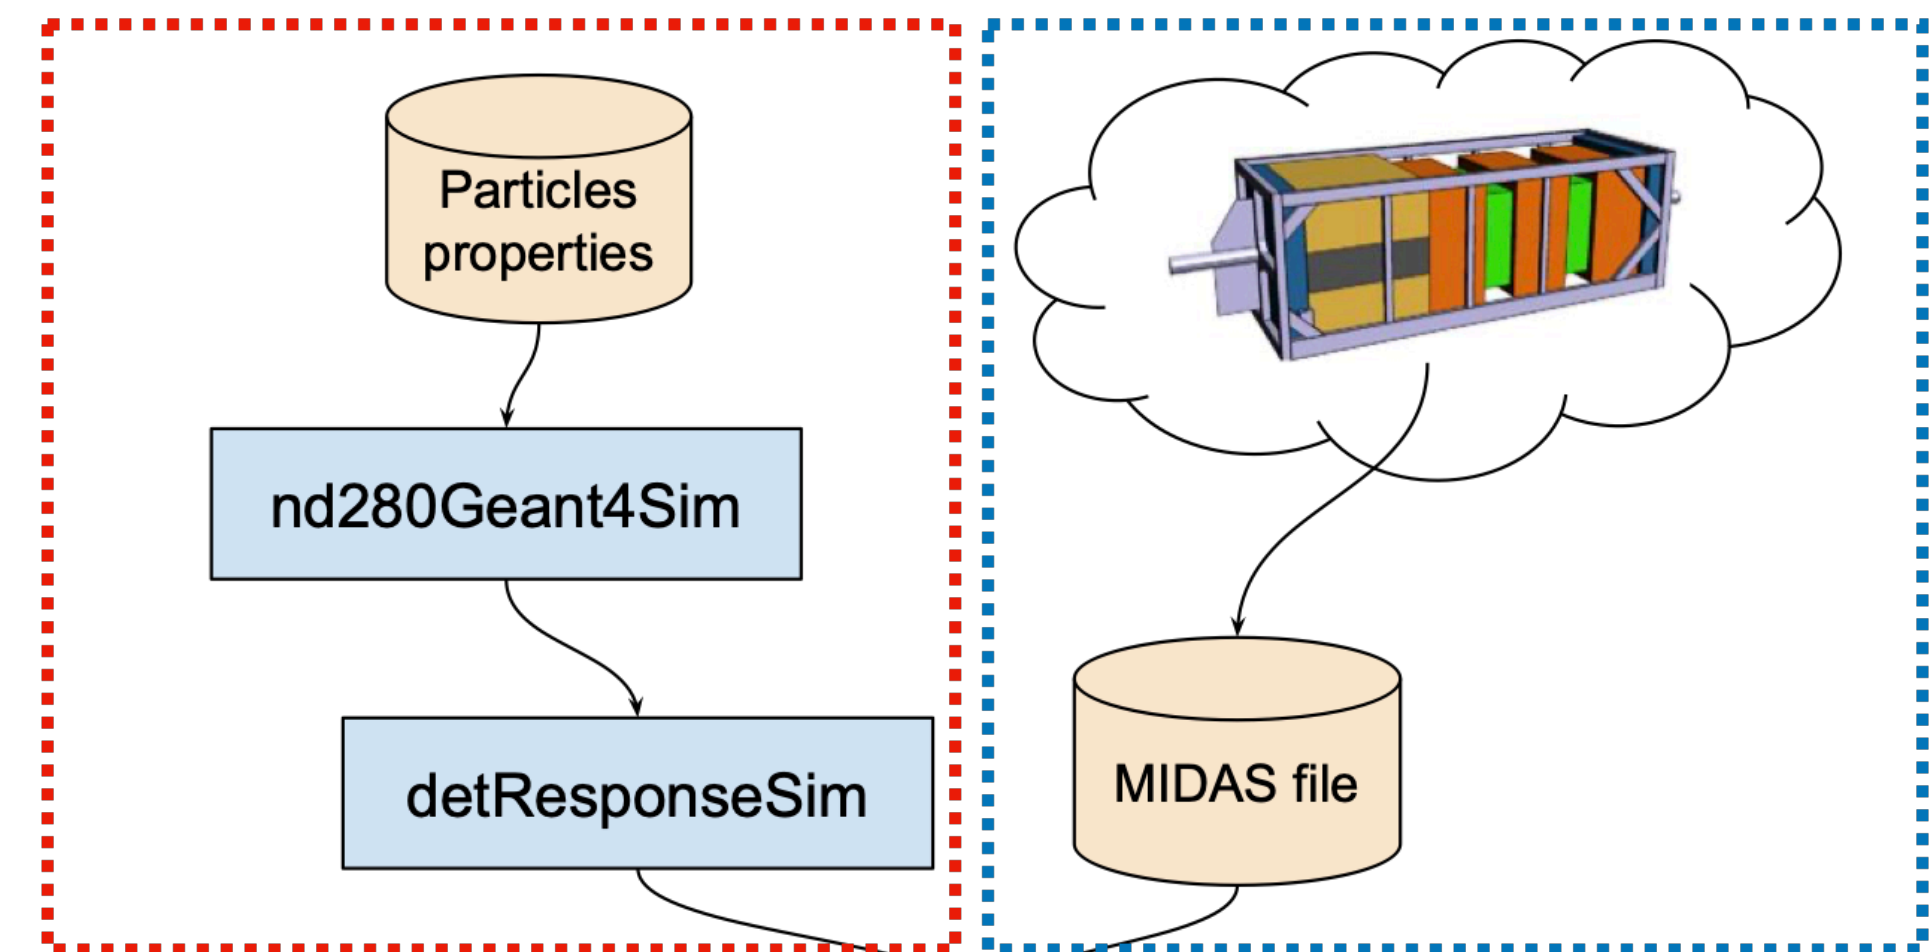 Particles
properties
nd280Geant4Sim
detResponseSim
MIDAS file